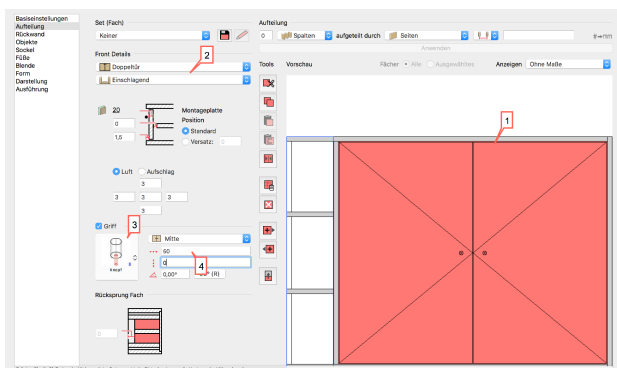 Basiseinstellungen
Aufteilung
Rückwand
Objekte
Sockel
Füße
Blende
Form
Darstellung
Ausführung
Set (Fach)
Keiner
Front Details
2
Doppeltür
Einschlagend
20
0
1,5
Montageplatte
Position
Standard
Versatz: 0
Luft Aufschlag
3
3 3 3
3
Griff
3
Mitte
60
0
4
0,00° (R)
Knopf
Rücksprung Fach
0
Aufteilung
0 Spalten aufgeteilt durch Seiten
Anwenden
Tools Vorschau Fächer Alle Ausgewähltes Anzeigen Ohne Maße
1